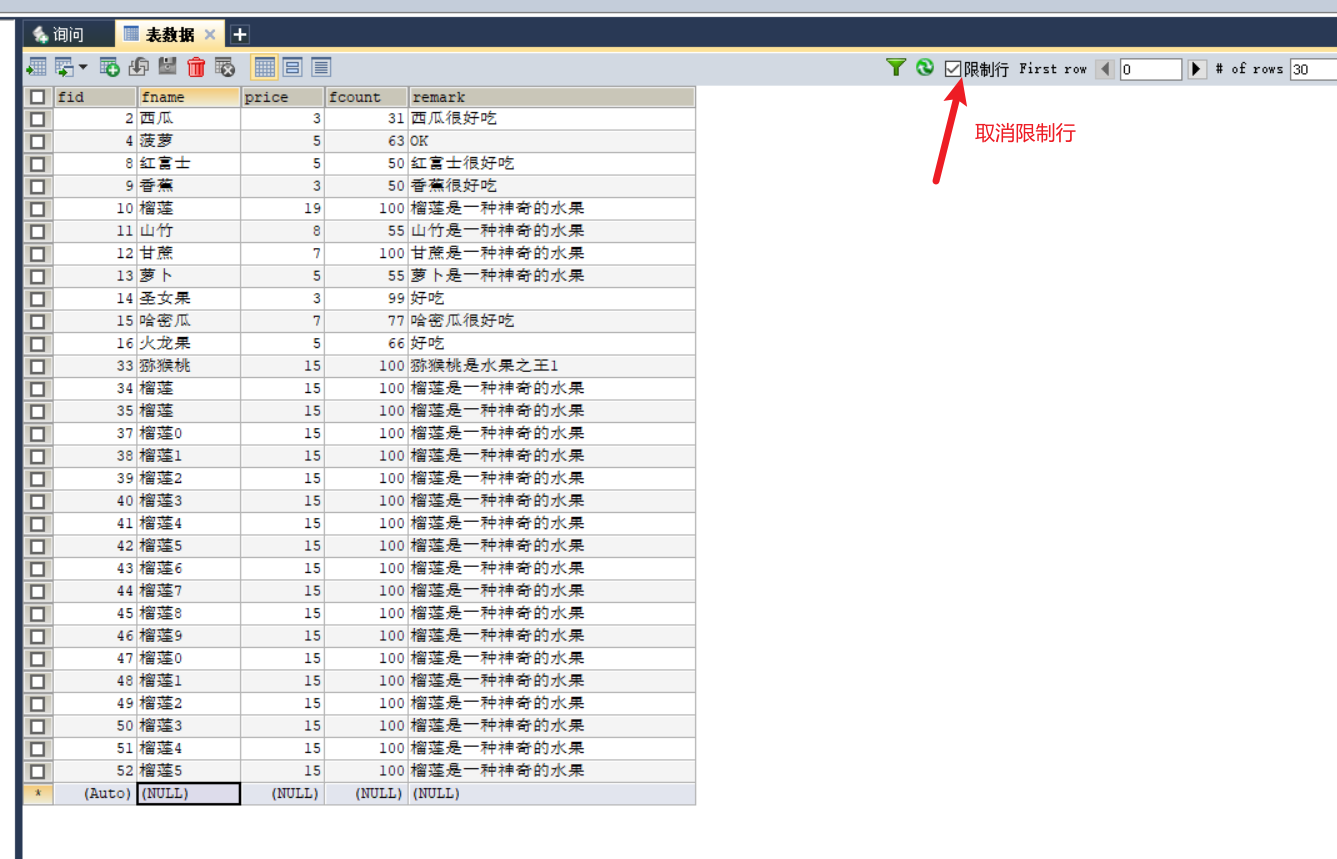 询问 表数据
限制行 First row 0 # of rows 30
fid fname price fcount remark
取消限制行
2 西瓜 3 31 西瓜很好吃
4 菠萝 5 63 OK
8 红富士 5 50 红富士很好吃
9 香蕉 3 50 香蕉很好吃
10 榴莲 19 100 榴莲是一种神奇的水果
11 山竹 8 55 山竹是一种神奇的水果
12 甘蔗 7 100 甘蔗是一种神奇的水果
13 萝卜 5 55 萝卜是一种神奇的水果
14 圣女果 3 99 好吃
15 哈密瓜 7 77 哈密瓜很好吃
16 火龙果 5 66 好吃
33 猕猴桃 15 100 猕猴桃是水果之王1
34 榴莲 15 100 榴莲是一种神奇的水果
35 榴莲 15 100 榴莲是一种神奇的水果
37 榴莲0 15 100 榴莲是一种神奇的水果
38 榴莲1 15 100 榴莲是一种神奇的水果
39 榴莲2 15 100 榴莲是一种神奇的水果
40 榴莲3 15 100 榴莲是一种神奇的水果
41 榴莲4 15 100 榴莲是一种神奇的水果
42 榴莲5 15 100 榴莲是一种神奇的水果
43 榴莲6 15 100 榴莲是一种神奇的水果
44 榴莲7 15 100 榴莲是一种神奇的水果
45 榴莲8 15 100 榴莲是一种神奇的水果
46 榴莲9 15 100 榴莲是一种神奇的水果
47 榴莲0 15 100 榴莲是一种神奇的水果
48 榴莲1 15 100 榴莲是一种神奇的水果
49 榴莲2 15 100 榴莲是一种神奇的水果
50 榴莲3 15 100 榴莲是一种神奇的水果
51 榴莲4 15 100 榴莲是一种神奇的水果
52 榴莲5 15 100 榴莲是一种神奇的水果
* (Auto) (NULL) (NULL) (NULL) (NULL)